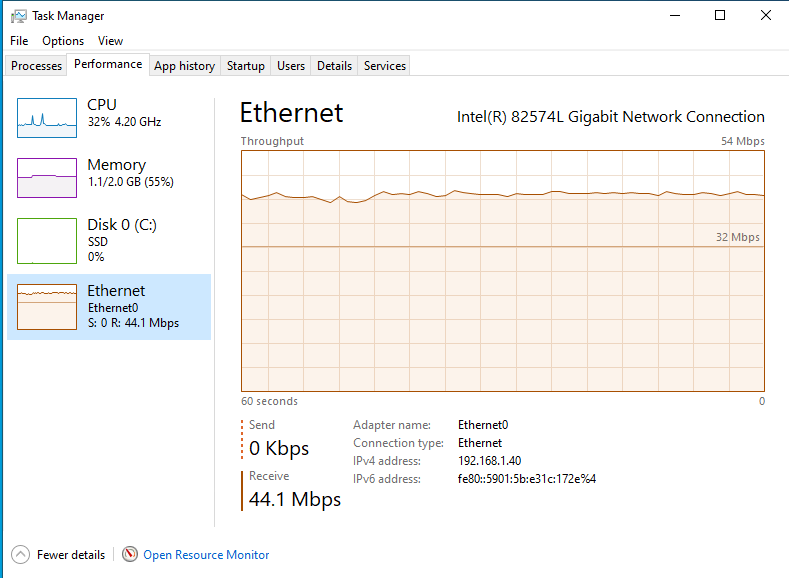 Task Manager
File Options View
Processes Performance App history Startup Users Details Services
CPU
32% 4.20 GHz
Memory
1.1/2.0 GB (55%)
Disk 0 (C:)
SSD
0%
Ethernet
Ethernet0
S: 0 R: 44.1 Mbps
Ethernet
Intel(R) 82574L Gigabit Network Connection
Throughput
54 Mbps
32 Mbps
60 seconds
0
Send
0 Kbps
Receive
44.1 Mbps
Adapter name: Ethernet0
Connection type: Ethernet
IPv4 address: 192.168.1.40
IPv6 address: fe80::5901:5b:e31c:172e%4
Fewer details
Open Resource Monitor